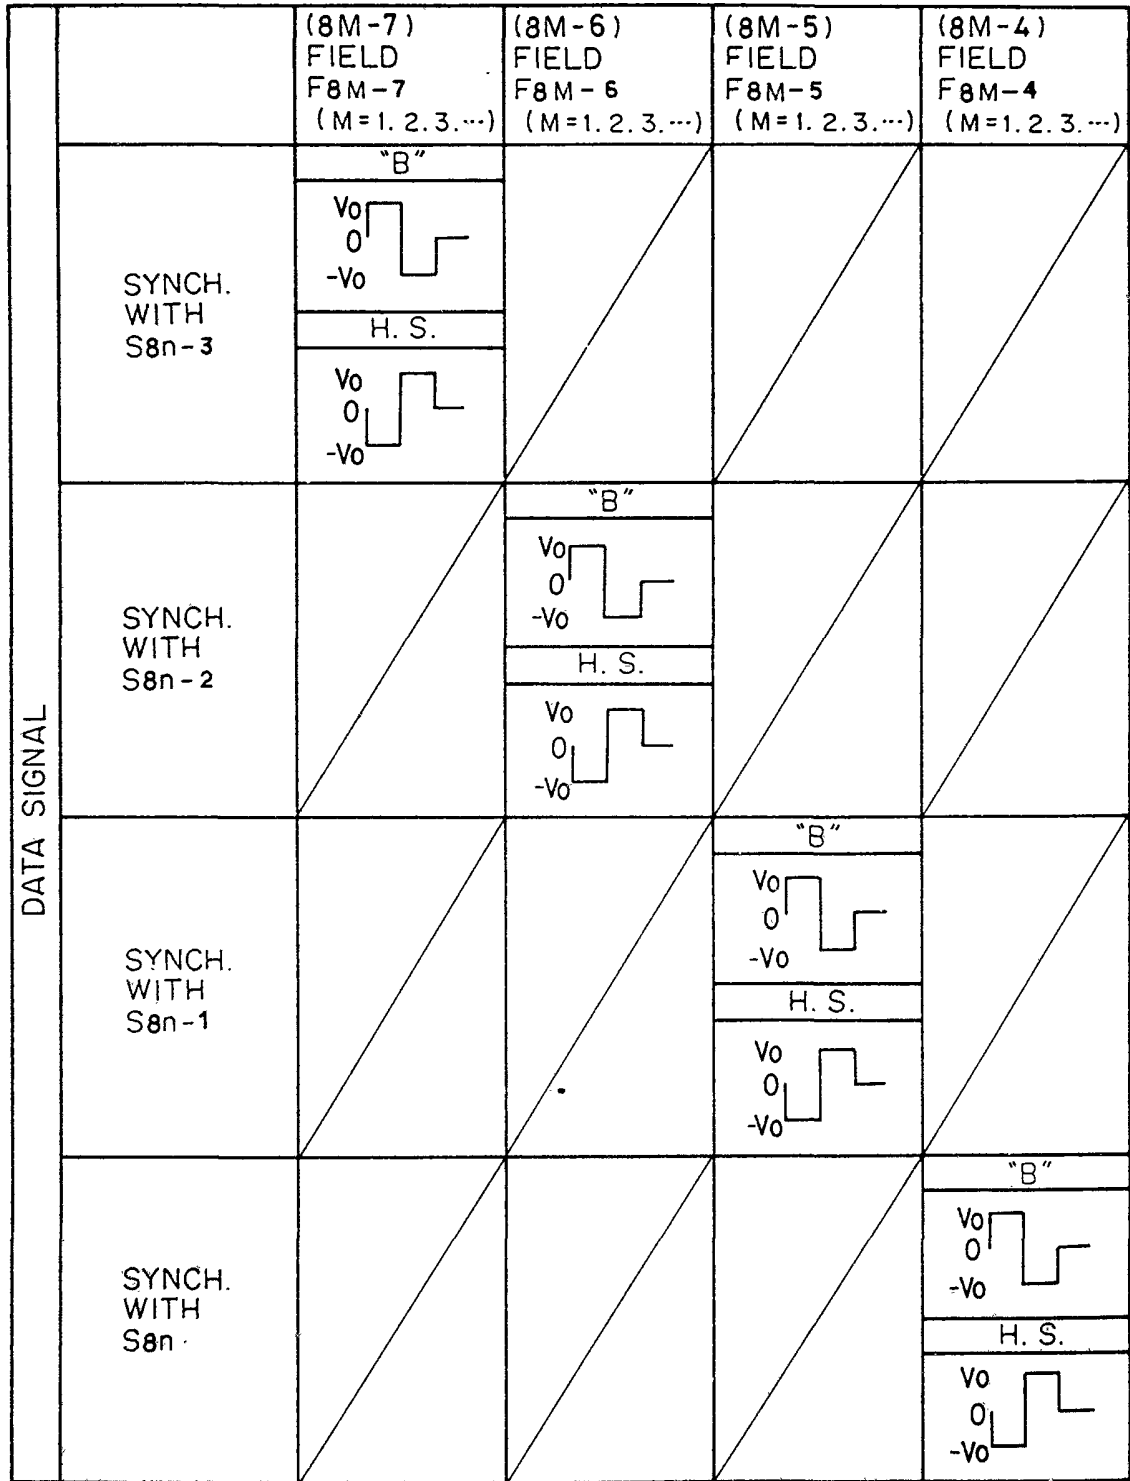 (8M-7)
FIELD
F8M-7
(M=1. 2. 3. ···)
(8M-6)
FIELD
F8M-6
(M=1. 2. 3. ···)
(8M-5)
FIELD
F8M-5
(M=1. 2. 3. ···)
(8M-4)
FIELD
F8M-4
(M=1. 2. 3. ···)
DATA SIGNAL
SYNCH.
WITH
S8n-3
"B"
Vo
0
-Vo
H. S.
Vo
0
-Vo
SYNCH.
WITH
S8n-2
"B"
Vo
0
-Vo
H. S.
Vo
0
-Vo
SYNCH.
WITH
S8n-1
"B"
Vo
0
-Vo
H. S.
Vo
0
-Vo
SYNCH.
WITH
S8n
"B"
Vo
0
-Vo
H. S.
Vo
0
-Vo